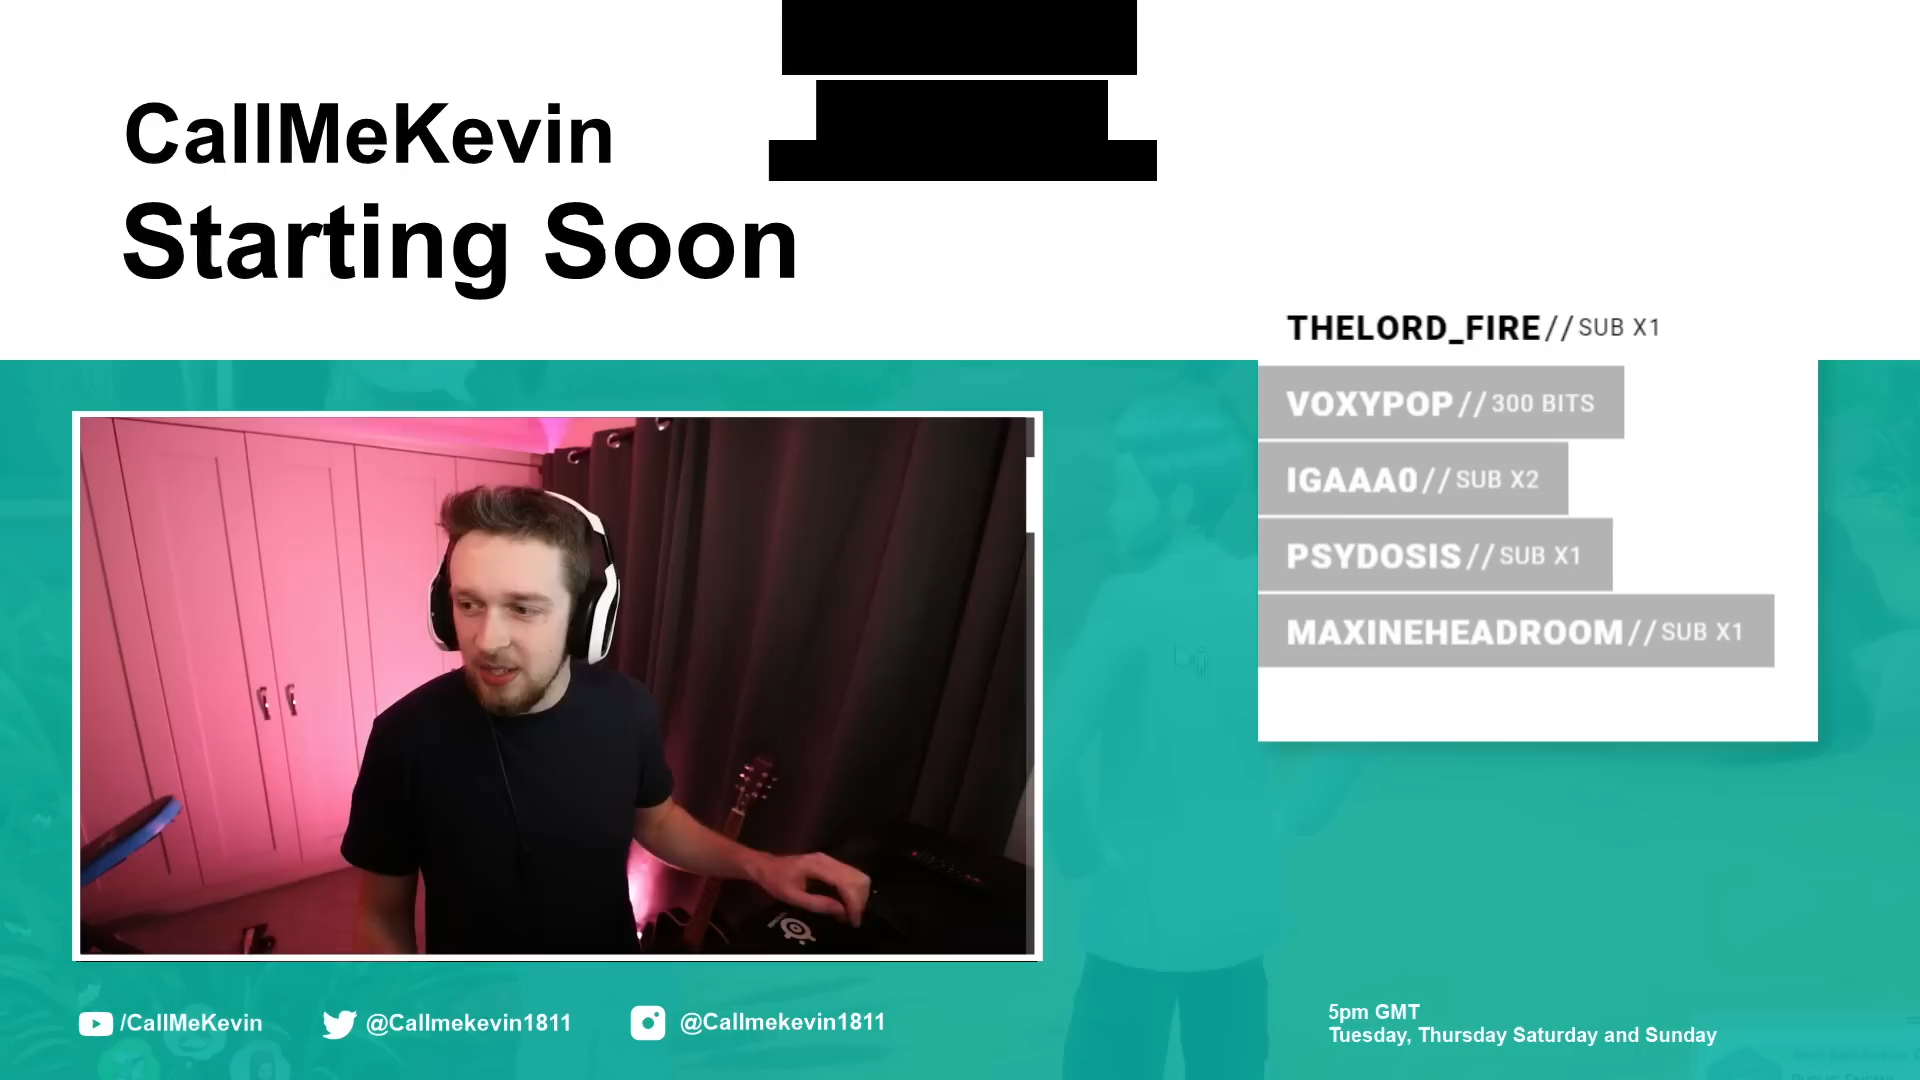 CallMeKevin
Starting Soon
THELORD_FIRE//SUB X1
VOXYPOP//300 BITS
IGAAA0//SUB X2
PSYDOSIS//SUB X1
MAXINEHEADROOM//SUB X1
/CallMeKevin
@Callmekevin1811
@Callmekevin1811
5pm GMT
Tuesday, Thursday Saturday and Sunday